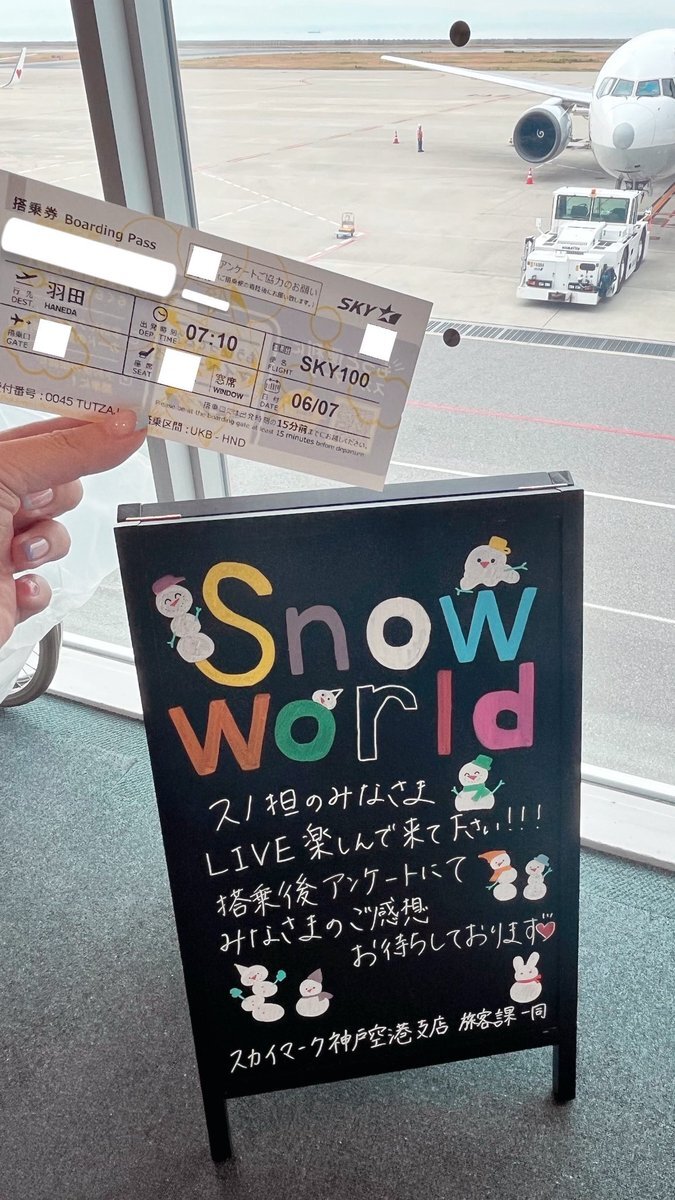 搭乗券 Boarding Pass
アンケートご協力のお願い
SKY
行先 羽田
DEST. HANEDA
出発時刻 07:10
DEP. TIME
便名 SKY100
FLIGHT
搭乗口
GATE
座席 窓席
SEAT WINDOW
日付 06/07
DATE
搭乗口には出発時刻の15分前までにお越しください。
Please be at the boarding gate at least 15 minutes before departure.
付番号：0045 TUTZA
搭乗区間：UKB - HND
Snow
World
スノ担のみなさま
LIVE楽しんで来て下さい!!!
搭乗後アンケートにて
みなさまのご感想
お待ちしております
スカイマーク神戸空港支店 旅客課一同